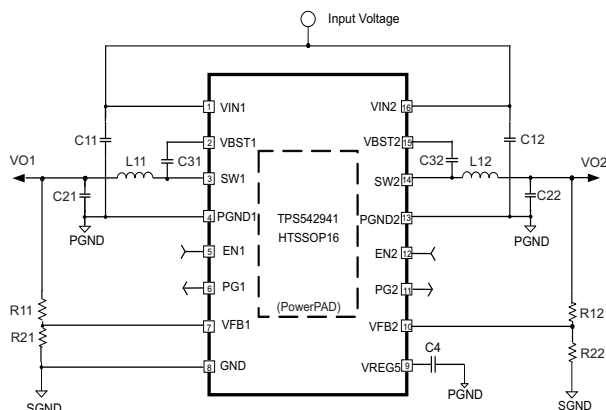 Input Voltage
1 VIN1
VIN2 16
C11
2 VBST1
VBST2 15
C12
VO1
L11
C31
C32
L12
VO2
3 SW1
SW2 14
C21
C22
4 PGND1
TPS542941
PGND2 13
HTSSOP16
PGND
PGND
5 EN1
EN2 12
6 PG1
PG2 11
(PowerPAD)
R11
R12
7 VFB1
VFB2 10
R21
R22
8 GND
VREG5 9
C4
PGND
SGND
SGND